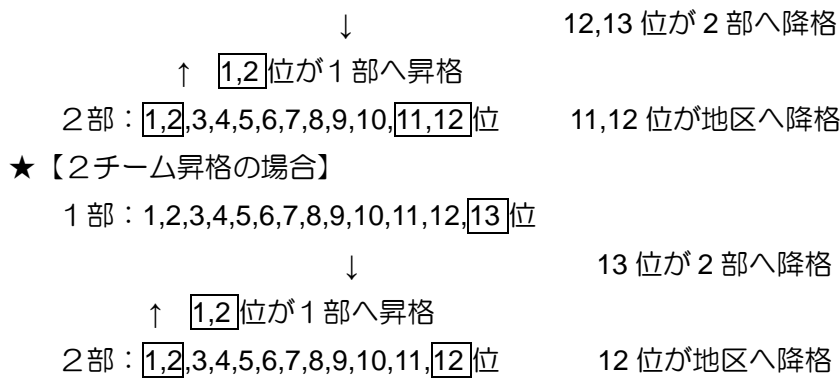 ↓ 12,13 位が 2 部へ降格
↑ 1,2 位が１部へ昇格
２部：1,2,3,4,5,6,7,8,9,10,11,12 位 11,12 位が地区へ降格
★【２チーム昇格の場合】
１部：1,2,3,4,5,6,7,8,9,10,11,12,13 位
↓ 13 位が 2 部へ降格
↑ 1,2 位が１部へ昇格
２部：1,2,3,4,5,6,7,8,9,10,11,12 位 12 位が地区へ降格